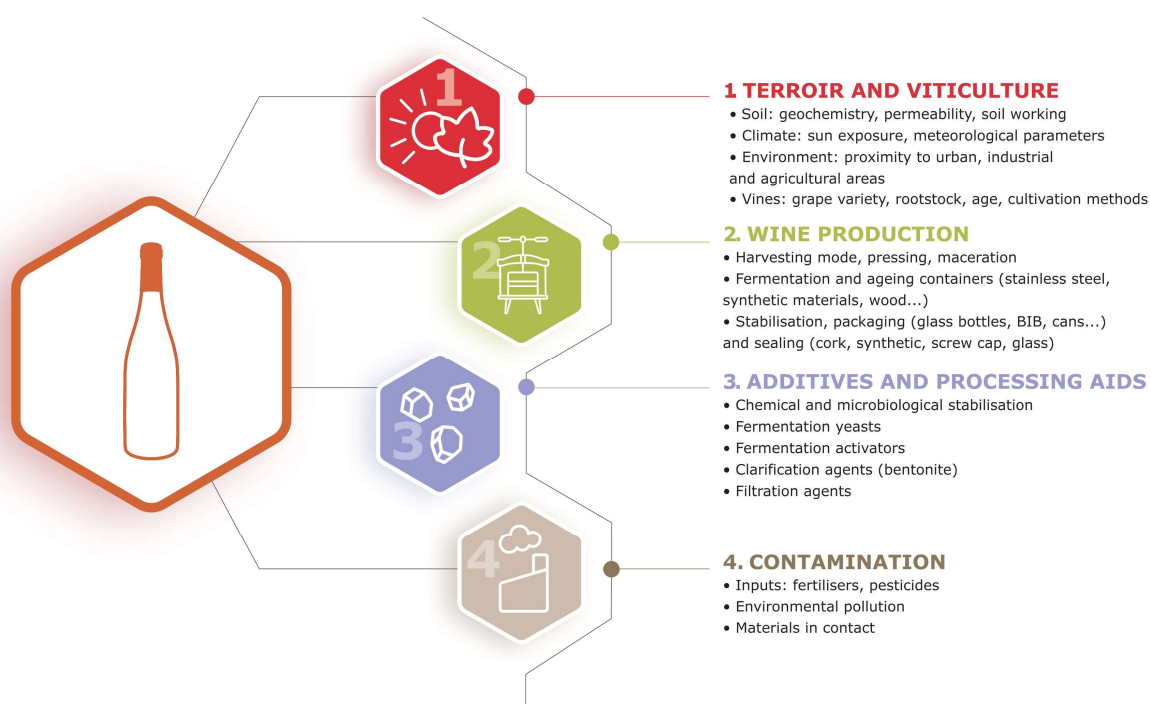 1
1 TERROIR AND VITICULTURE
• Soil: geochemistry, permeability, soil working
• Climate: sun exposure, meteorological parameters
• Environment: proximity to urban, industrial
and agricultural areas
• Vines: grape variety, rootstock, age, cultivation methods
2
2. WINE PRODUCTION
• Harvesting mode, pressing, maceration
• Fermentation and ageing containers (stainless steel,
synthetic materials, wood...)
• Stabilisation, packaging (glass bottles, BIB, cans...)
and sealing (cork, synthetic, screw cap, glass)
3
3. ADDITIVES AND PROCESSING AIDS
• Chemical and microbiological stabilisation
• Fermentation yeasts
• Fermentation activators
• Clarification agents (bentonite)
• Filtration agents
4
4. CONTAMINATION
• Inputs: fertilisers, pesticides
• Environmental pollution
• Materials in contact